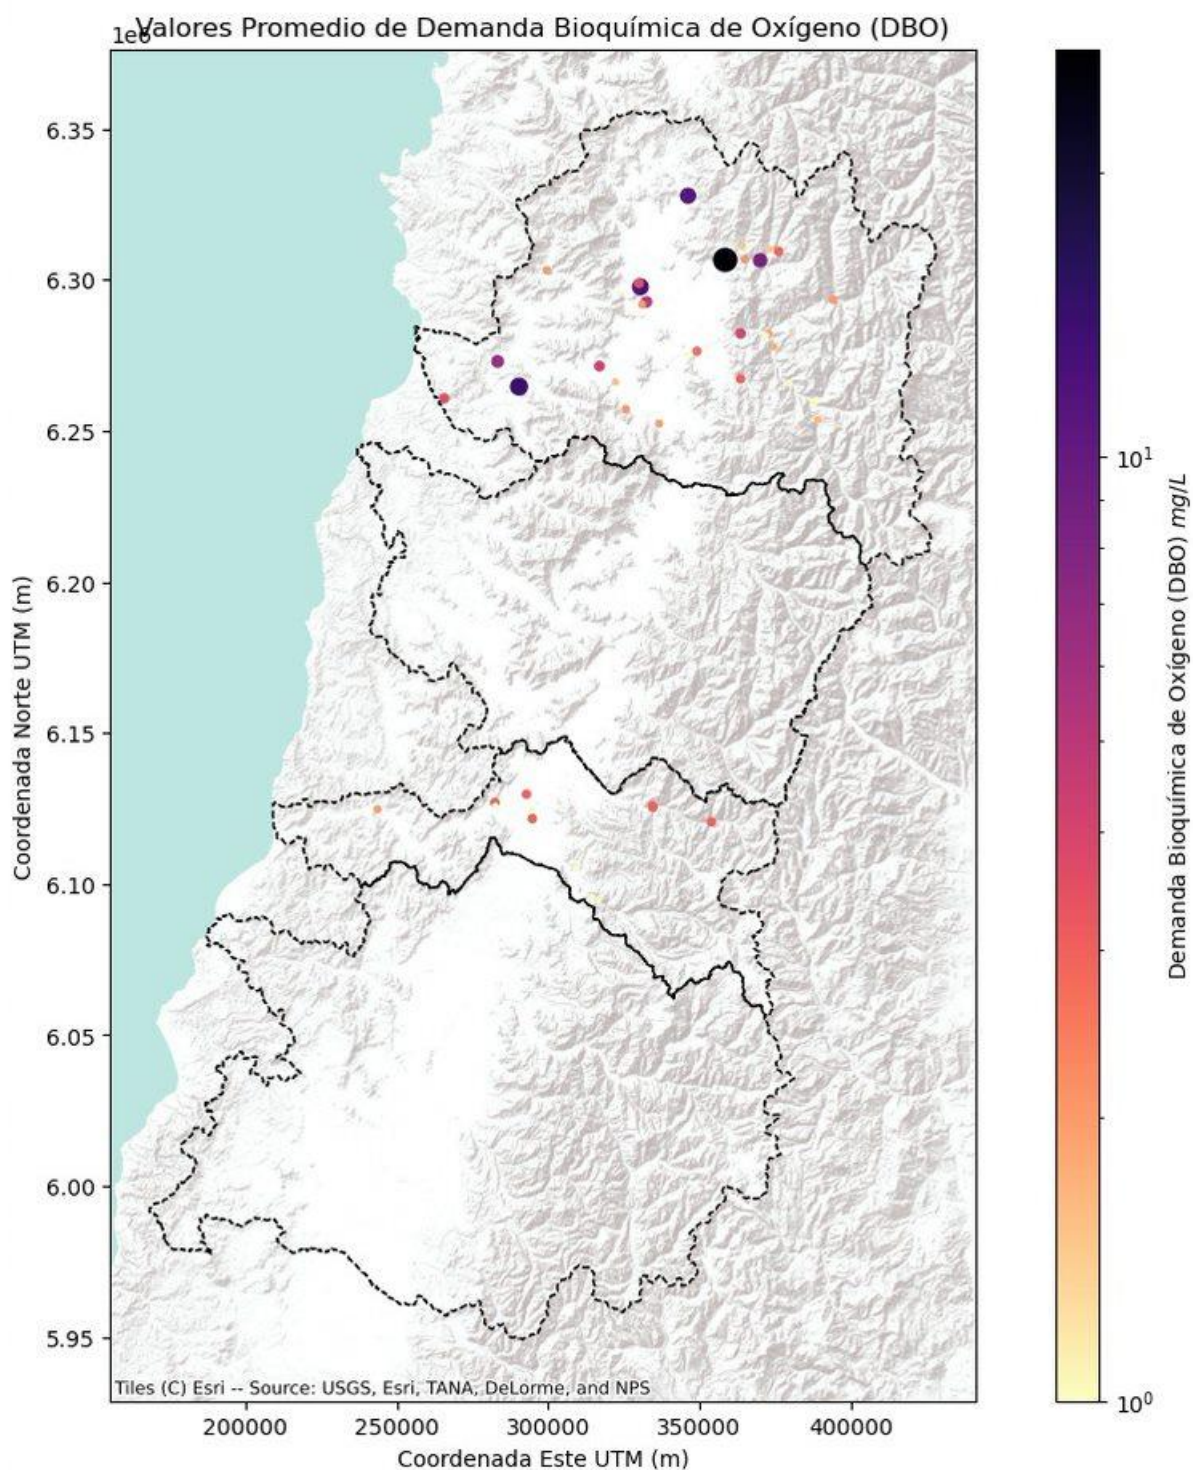 Valores Promedio de Demanda Bioquímica de Oxígeno (DBO)
1e6
6.35
6.30
6.25
6.20
6.15
6.10
6.05
6.00
5.95
Coordenada Norte UTM (m)
Tiles (C) Esri -- Source: USGS, Esri, TANA, DeLorme, and NPS
200000 250000 300000 350000 400000
Coordenada Este UTM (m)
10¹
10⁰
Demanda Bioquímica de Oxígeno (DBO) mg/L